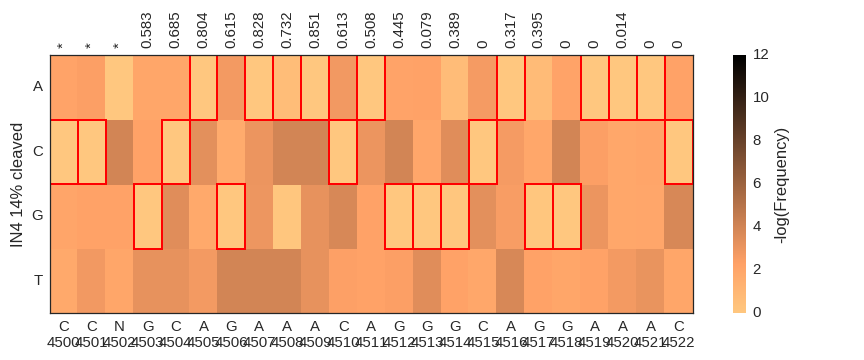 * * * 0.583 0.685 0.804 0.615 0.828 0.732 0.851 0.613 0.508 0.445 0.079 0.389 0 0.317 0.395 0 0 0.014 0 0
A
C
G
T
IN4 14% cleaved
C C N G C A G A A A C A G G G C A G G A A A C
4500 4501 4502 4503 4504 4505 4506 4507 4508 4509 4510 4511 4512 4513 4514 4515 4516 4517 4518 4519 4520 4521 4522
12
10
8
6
4
2
0
-log(Frequency)